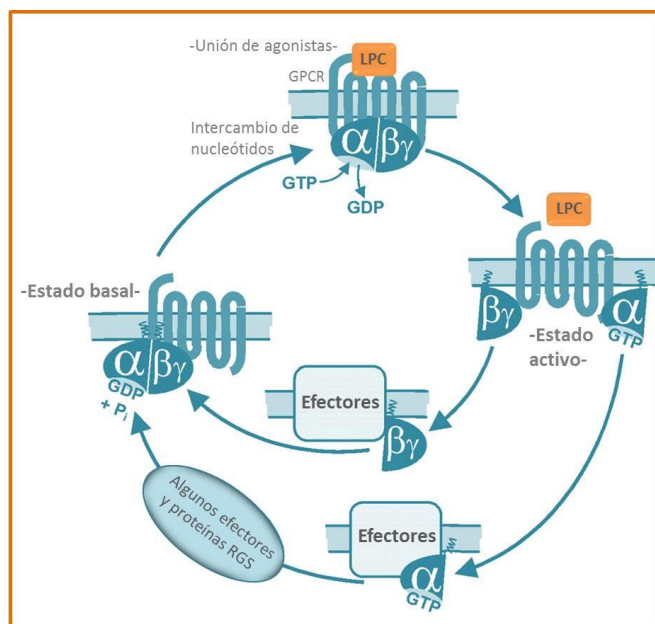 -Unión de agonistas-
LPC
GPCR
Intercambio de
nucleótidos
α
βγ
GTP
GDP
LPC
-Estado basal-
βγ
-Estado
activo-
α
GTP
α
βγ
GDP
+ Pi
Efectores
βγ
Algunos efectores
y proteínas RGS
Efectores
α
GTP